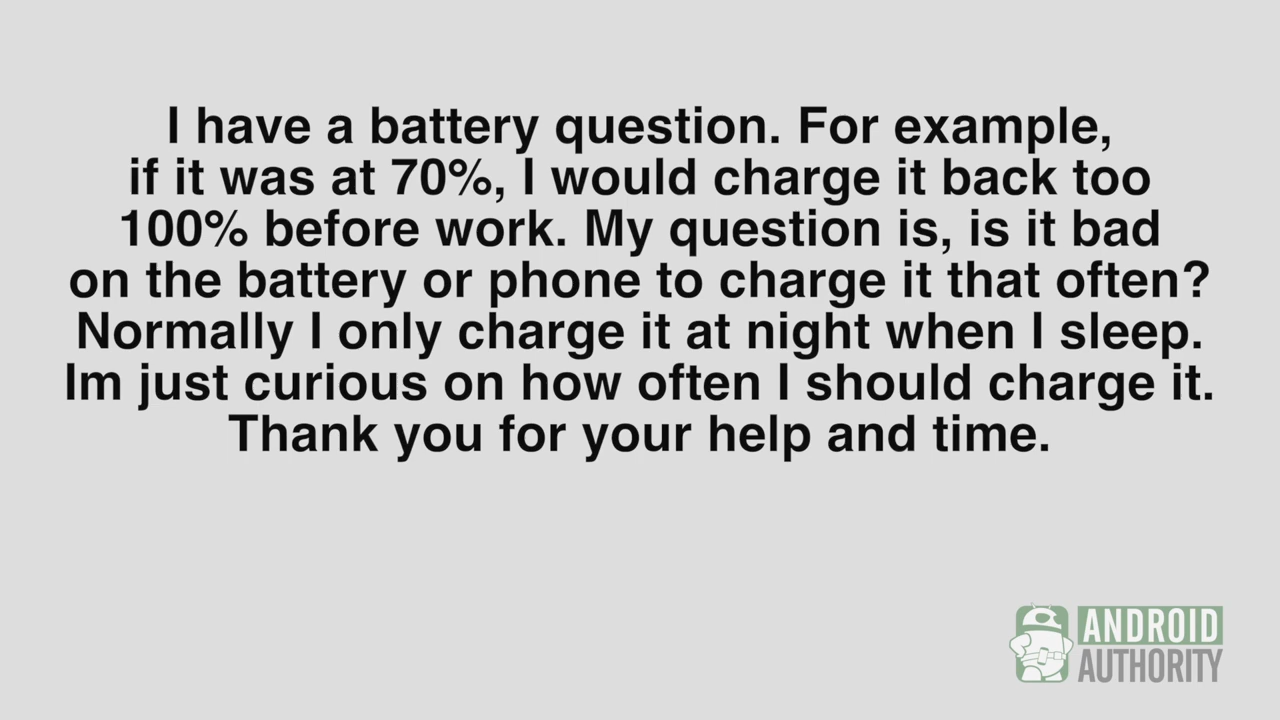 I have a battery question. For example,
if it was at 70%, I would charge it back too
100% before work. My question is, is it bad
on the battery or phone to charge it that often?
Normally I only charge it at night when I sleep.
Im just curious on how often I should charge it.
Thank you for your help and time.
ANDROID
AUTHORITY